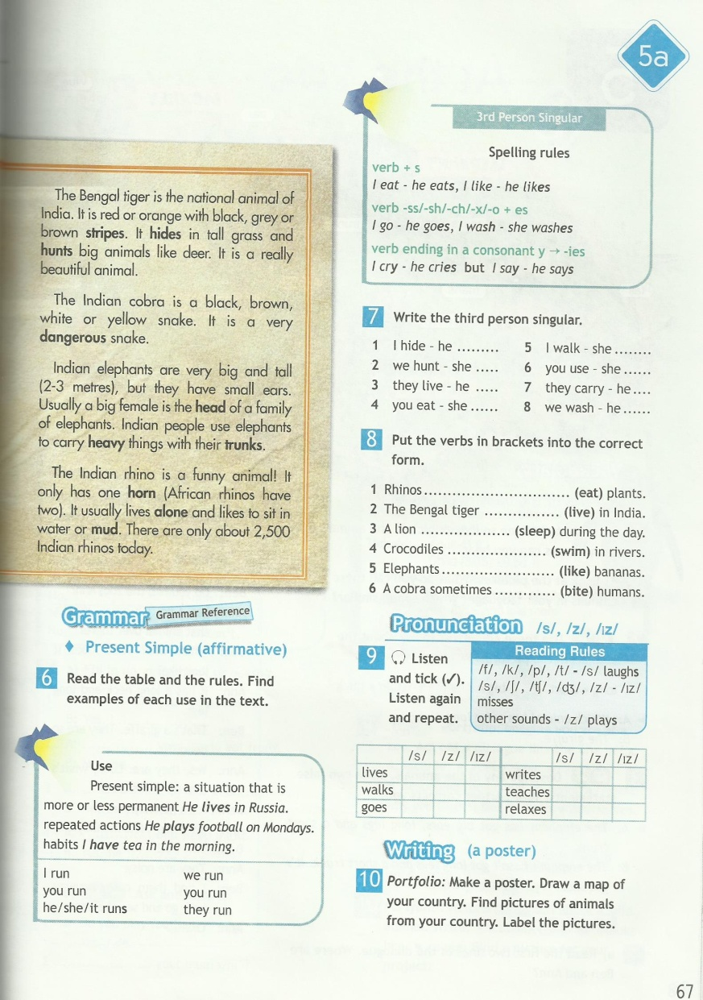 5a
The Bengal tiger is the national animal of
India. It is red or orange with black, grey or
brown stripes. It hides in tall grass and
hunts big animals like deer. It is a really
beautiful animal.
The Indian cobra is a black, brown,
white or yellow snake. It is a very
dangerous snake.
Indian elephants are very big and tall
(2-3 metres), but they have small ears.
Usually a big female is the head of a family
of elephants. Indian people use elephants
to carry heavy things with their trunks.
The Indian rhino is a funny animal! It
only has one horn (African rhinos have
two). It usually lives alone and likes to sit in
water or mud. There are only about 2,500
Indian rhinos today.
Grammar Grammar Reference
♦ Present Simple (affirmative)
6 Read the table and the rules. Find
examples of each use in the text.
Use
Present simple: a situation that is
more or less permanent He lives in Russia.
repeated actions He plays football on Mondays.
habits I have tea in the morning.
I run we run
you run you run
he/she/it runs they run
3rd Person Singular
Spelling rules
verb + s
I eat - he eats, I like - he likes
verb -ss/-sh/-ch/-x/-o + es
I go - he goes, I wash - she washes
verb ending in a consonant y → -ies
I cry - he cries but I say - he says
7 Write the third person singular.
1 I hide - he ......... 5 I walk - she ........
2 we hunt - she ..... 6 you use - she ......
3 they live - he ..... 7 they carry - he ....
4 you eat - she ...... 8 we wash - he ......
8 Put the verbs in brackets into the correct
form.
1 Rhinos ................................ (eat) plants.
2 The Bengal tiger ................ (live) in India.
3 A lion ................... (sleep) during the day.
4 Crocodiles ..................... (swim) in rivers.
5 Elephants ........................ (like) bananas.
6 A cobra sometimes ............. (bite) humans.
Pronunciation /s/, /z/, /ɪz/
9 Listen
and tick (✓).
Listen again
and repeat.
Reading Rules
/f/, /k/, /p/, /t/ - /s/ laughs
/s/, /ʃ/, /tʃ/, /dʒ/, /z/ - /ɪz/
misses
other sounds - /z/ plays
/s/ /z/ /ɪz/ /s/ /z/ /ɪz/
lives writes
walks teaches
goes relaxes
Writing (a poster)
10 Portfolio: Make a poster. Draw a map of
your country. Find pictures of animals
from your country. Label the pictures.
67